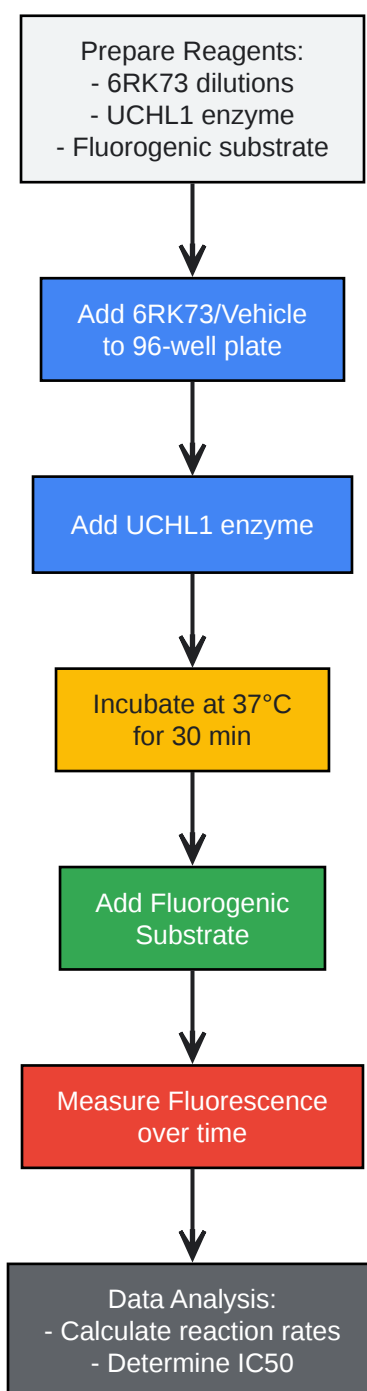 Prepare Reagents:
- 6RK73 dilutions
- UCHL1 enzyme
- Fluorogenic substrate
Add 6RK73/Vehicle
to 96-well plate
Add UCHL1 enzyme
Incubate at 37°C
for 30 min
Add Fluorogenic
Substrate
Measure Fluorescence
over time
Data Analysis:
- Calculate reaction rates
- Determine IC50